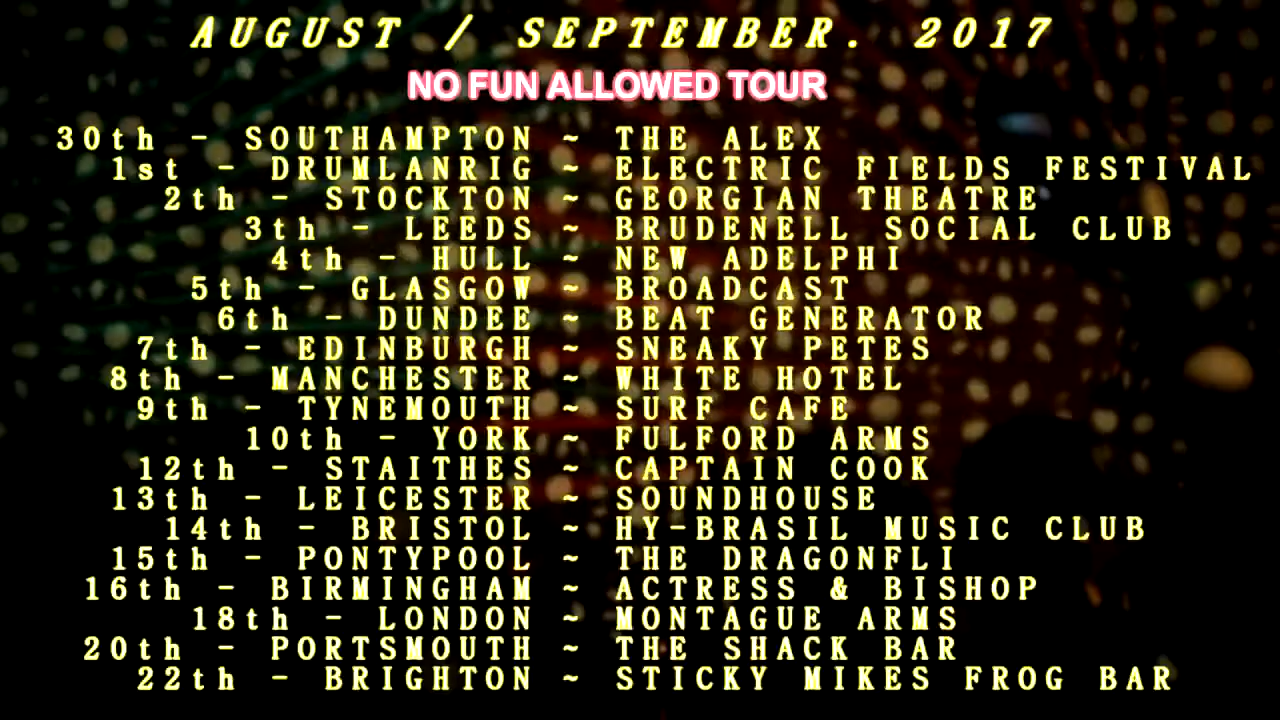 AUGUST / SEPTEMBER. 2017
NO FUN ALLOWED TOUR
30th - SOUTHAMPTON ~ THE ALEX
1st - DRUMLANRIG ~ ELECTRIC FIELDS FESTIVAL
2th - STOCKTON ~ GEORGIAN THEATRE
3th - LEEDS ~ BRUDENELL SOCIAL CLUB
4th - HULL ~ NEW ADELPHI
5th - GLASGOW ~ BROADCAST
6th - DUNDEE ~ BEAT GENERATOR
7th - EDINBURGH ~ SNEAKY PETES
8th - MANCHESTER ~ WHITE HOTEL
9th - TYNEMOUTH ~ SURF CAFE
10th - YORK ~ FULFORD ARMS
12th - STAITHES ~ CAPTAIN COOK
13th - LEICESTER ~ SOUNDHOUSE
14th - BRISTOL ~ HY-BRASIL MUSIC CLUB
15th - PONTYPOOL ~ THE DRAGONFLI
16th - BIRMINGHAM ~ ACTRESS & BISHOP
18th - LONDON ~ MONTAGUE ARMS
20th - PORTSMOUTH ~ THE SHACK BAR
22th - BRIGHTON ~ STICKY MIKES FROG BAR